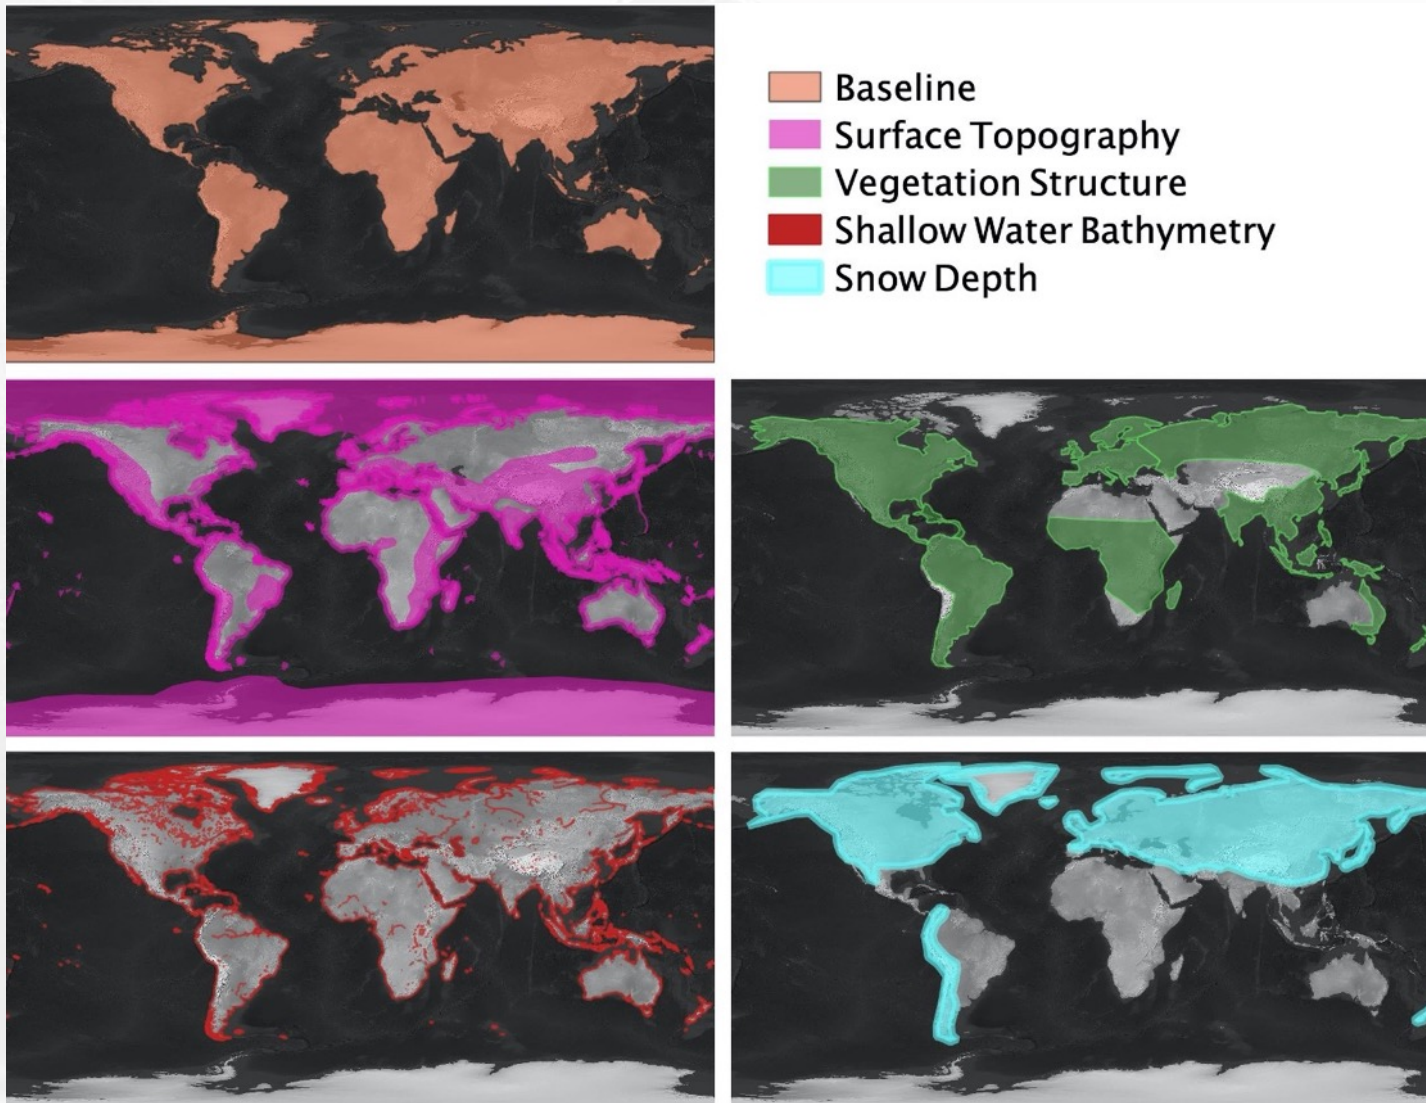 Baseline
Surface Topography
Vegetation Structure
Shallow Water Bathymetry
Snow Depth